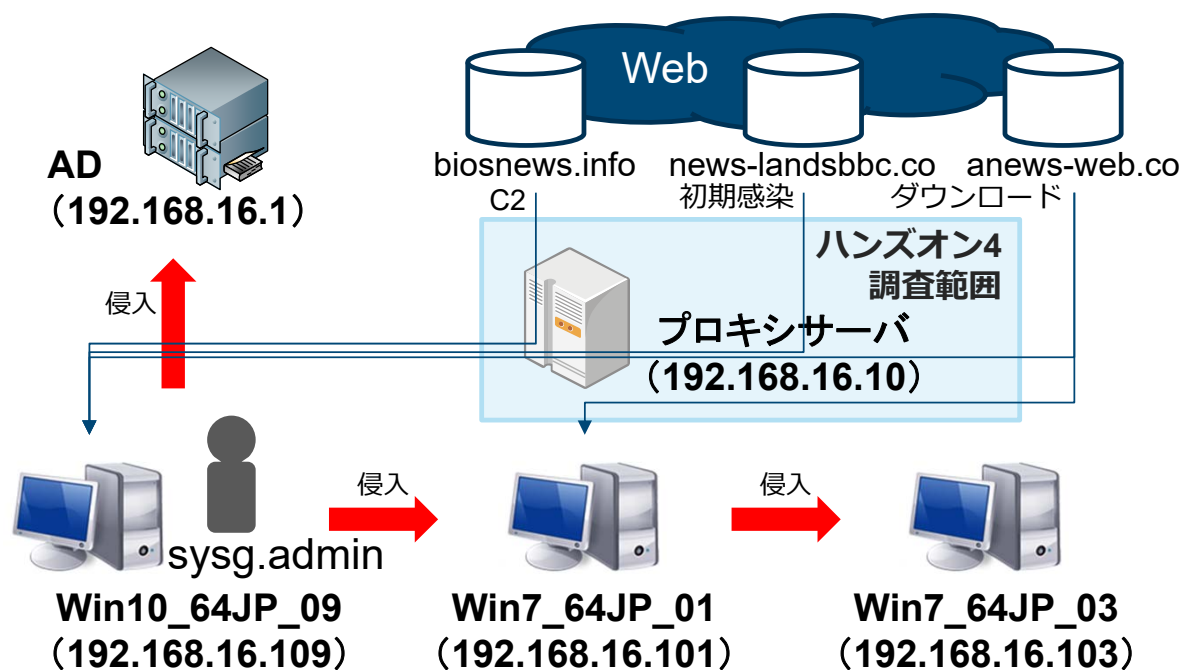 Web
AD
（192.168.16.1）
biosnews.info
news-landsbbc.co
anews-web.co
C2
初期感染
ダウンロード
ハンズオン4
調査範囲
侵入
プロキシサーバ
（192.168.16.10）
侵入
侵入
sysg.admin
Win10_64JP_09
（192.168.16.109）
Win7_64JP_01
（192.168.16.101）
Win7_64JP_03
（192.168.16.103）